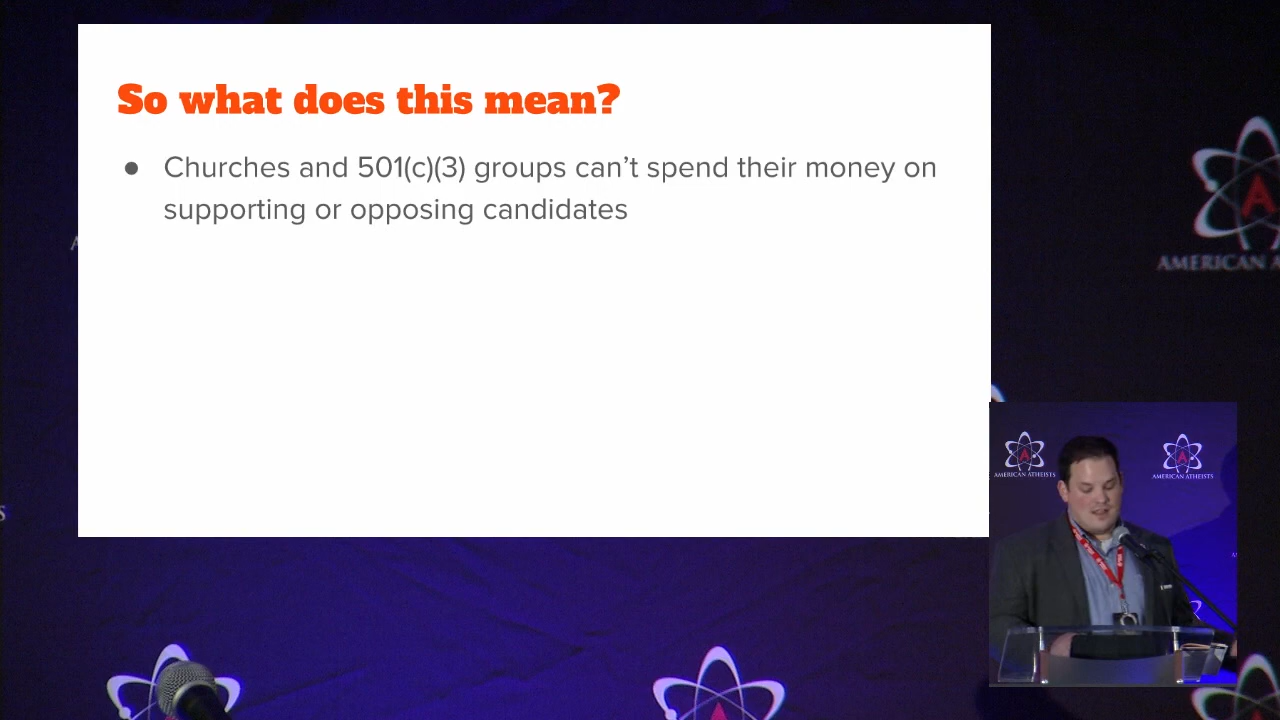 So what does this mean?
● Churches and 501(c)(3) groups can’t spend their money on
supporting or opposing candidates
A
AMERICAN A
A
AMERICAN ATHEISTS
A
AMERICAN ATHEISTS